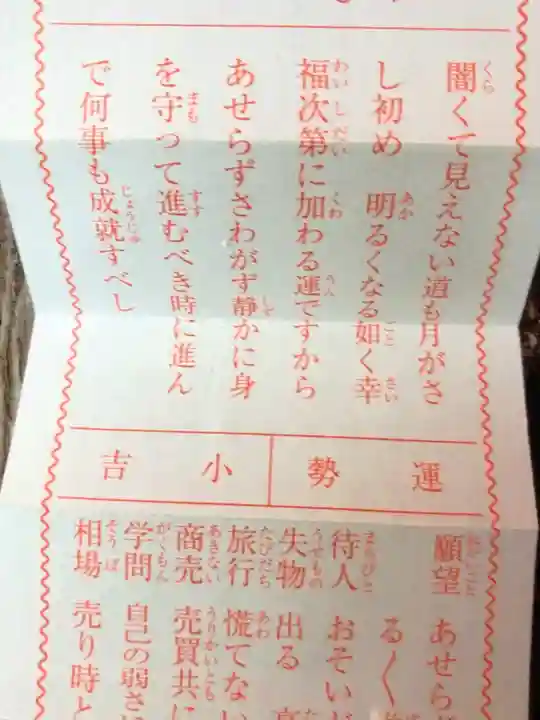 闇くて見えない道も月がさ
し初め　明るくなる如く幸
福次第に加わる運ですから
あせらずさわがず静かに身
を守って進むべき時に進ん
で何事も成就すべし
運勢
小吉
願望　あせら
る〱
待人　おそい
失物　出る
旅行　慌てない
商売　売買共に
学問　自己の弱さに
相場　売り時と